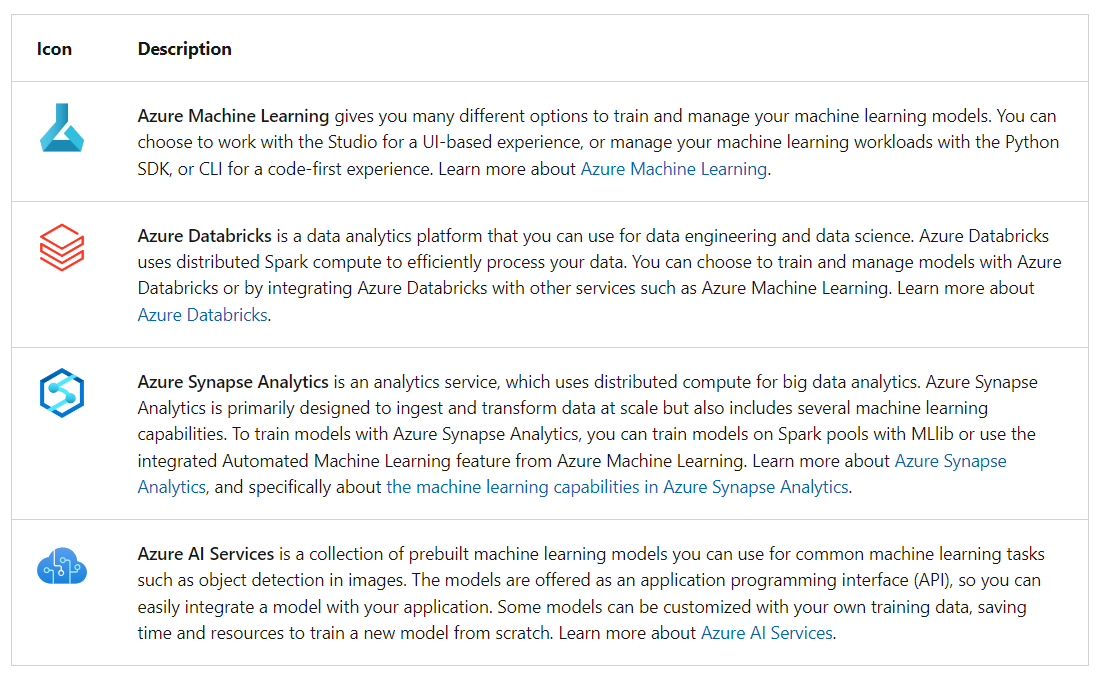 Icon Description
Azure Machine Learning gives you many different options to train and manage your machine learning models. You can
choose to work with the Studio for a UI-based experience, or manage your machine learning workloads with the Python
SDK, or CLI for a code-first experience. Learn more about Azure Machine Learning.
Azure Databricks is a data analytics platform that you can use for data engineering and data science. Azure Databricks
uses distributed Spark compute to efficiently process your data. You can choose to train and manage models with Azure
Databricks or by integrating Azure Databricks with other services such as Azure Machine Learning. Learn more about
Azure Databricks.
Azure Synapse Analytics is an analytics service, which uses distributed compute for big data analytics. Azure Synapse
Analytics is primarily designed to ingest and transform data at scale but also includes several machine learning
capabilities. To train models with Azure Synapse Analytics, you can train models on Spark pools with MLlib or use the
integrated Automated Machine Learning feature from Azure Machine Learning. Learn more about Azure Synapse
Analytics, and specifically about the machine learning capabilities in Azure Synapse Analytics.
Azure AI Services is a collection of prebuilt machine learning models you can use for common machine learning tasks
such as object detection in images. The models are offered as an application programming interface (API), so you can
easily integrate a model with your application. Some models can be customized with your own training data, saving
time and resources to train a new model from scratch. Learn more about Azure AI Services.